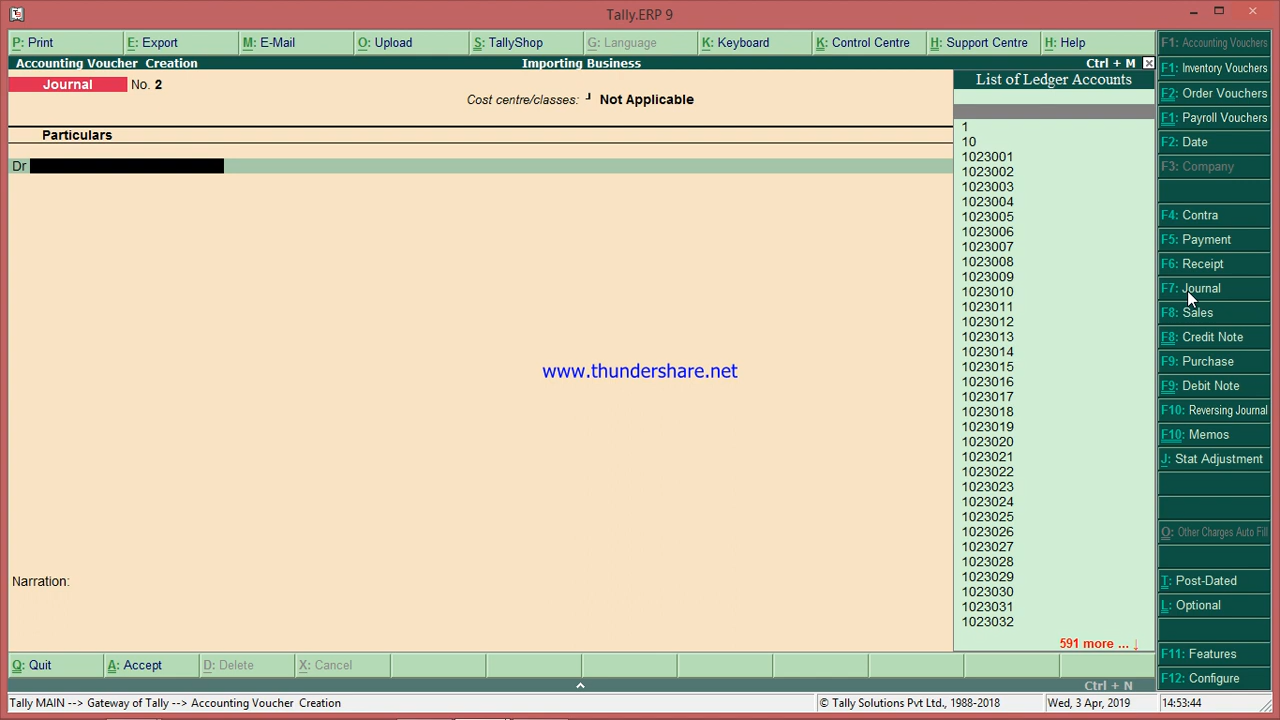 Tally.ERP 9
P: Print
E: Export
M: E-Mail
O: Upload
S: TallyShop
G: Language
K: Keyboard
K: Control Centre
H: Support Centre
H: Help
Accounting Voucher Creation
Importing Business
Ctrl + M
Journal
No. 2
Cost centre/classes: ┘ Not Applicable
Particulars
Dr
www.thundershare.net
Narration:
List of Ledger Accounts
1
10
1023001
1023002
1023003
1023004
1023005
1023006
1023007
1023008
1023009
1023010
1023011
1023012
1023013
1023014
1023015
1023016
1023017
1023018
1023019
1023020
1023021
1023022
1023023
1023024
1023025
1023026
1023027
1023028
1023029
1023030
1023031
1023032
591 more ... ↓
F1: Accounting Vouchers
F1: Inventory Vouchers
F2: Order Vouchers
F1: Payroll Vouchers
F2: Date
F3: Company
F4: Contra
F5: Payment
F6: Receipt
F7: Journal
F8: Sales
F8: Credit Note
F9: Purchase
F9: Debit Note
F10: Reversing Journal
F10: Memos
J: Stat Adjustment
O: Other Charges Auto Fill
T: Post-Dated
L: Optional
F11: Features
F12: Configure
Q: Quit
A: Accept
D: Delete
X: Cancel
Ctrl + N
Tally MAIN --> Gateway of Tally --> Accounting Voucher Creation
© Tally Solutions Pvt Ltd., 1988-2018
Wed, 3 Apr, 2019
14:53:44